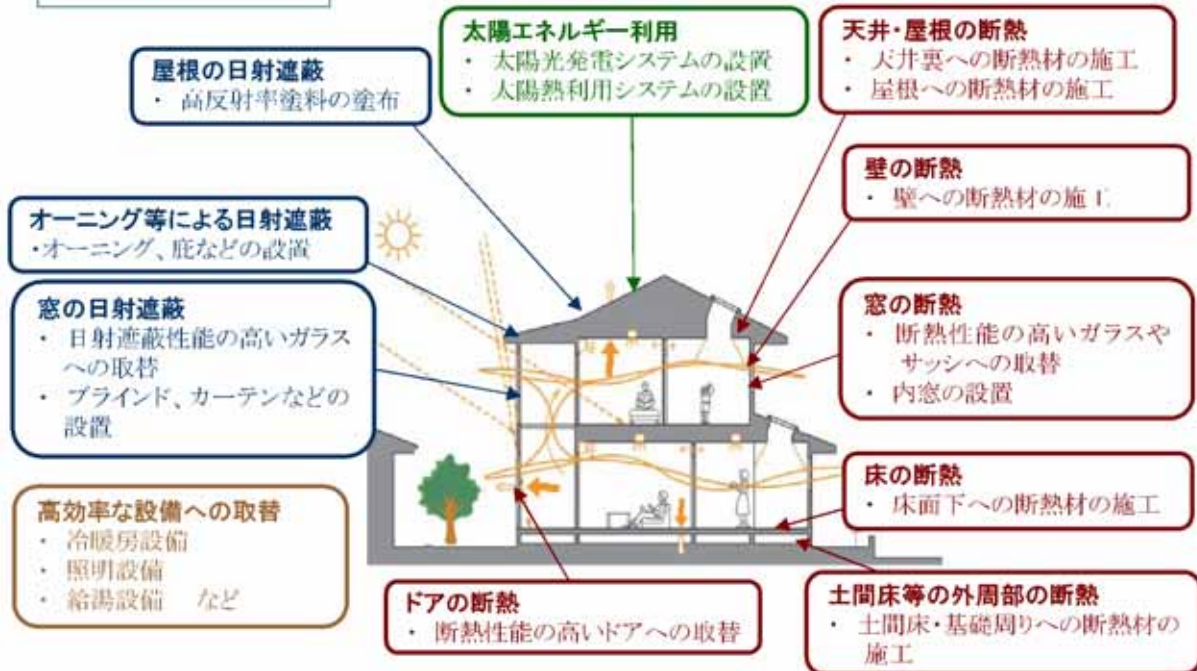 太陽エネルギー利用
・ 太陽光発電システムの設置
・ 太陽熱利用システムの設置
天井・屋根の断熱
・ 天井裏への断熱材の施工
・ 屋根への断熱材の施工
屋根の日射遮蔽
・ 高反射率塗料の塗布
壁の断熱
・ 壁への断熱材の施工
オーニング等による日射遮蔽
・オーニング、庇などの設置
窓の日射遮蔽
・ 日射遮蔽性能の高いガラス
への取替
・ ブラインド、カーテンなどの
設置
窓の断熱
・ 断熱性能の高いガラスや
サッシへの取替
・ 内窓の設置
床の断熱
・ 床面下への断熱材の施工
高効率な設備への取替
・ 冷暖房設備
・ 照明設備
・ 給湯設備 など
ドアの断熱
・ 断熱性能の高いドアへの取替
土間床等の外周部の断熱
・ 土間床・基礎周りへの断熱材の
施工